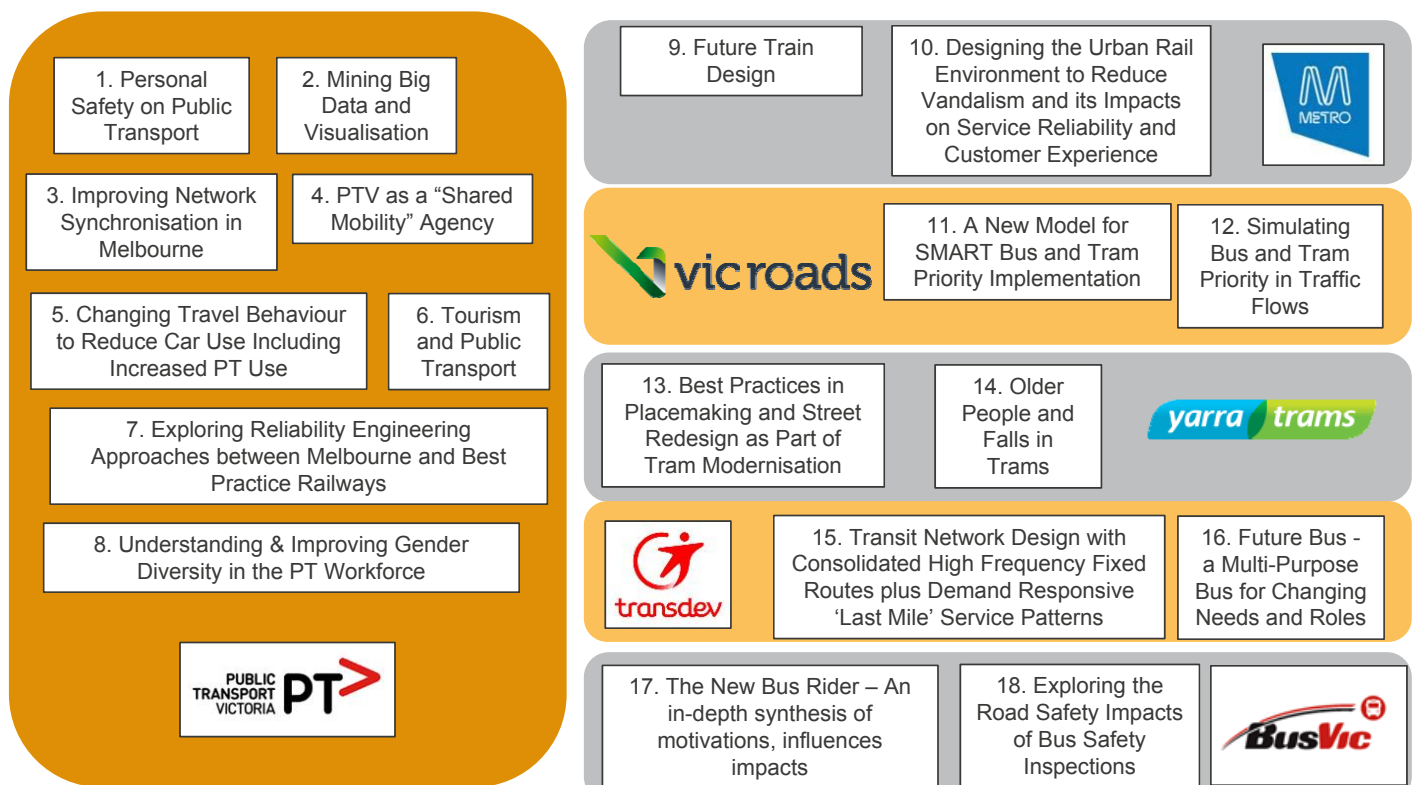 1. Personal
Safety on Public
Transport
2. Mining Big
Data and
Visualisation
3. Improving Network
Synchronisation in
Melbourne
4. PTV as a “Shared
Mobility” Agency
5. Changing Travel Behaviour
to Reduce Car Use Including
Increased PT Use
6. Tourism
and Public
Transport
7. Exploring Reliability Engineering
Approaches between Melbourne and Best
Practice Railways
8. Understanding & Improving Gender
Diversity in the PT Workforce
PUBLIC
TRANSPORT
VICTORIA
PT
9. Future Train
Design
10. Designing the Urban Rail
Environment to Reduce
Vandalism and its Impacts
on Service Reliability and
Customer Experience
METRO
vicroads
11. A New Model for
SMART Bus and Tram
Priority Implementation
12. Simulating
Bus and Tram
Priority in Traffic
Flows
13. Best Practices in
Placemaking and Street
Redesign as Part of
Tram Modernisation
14. Older
People and
Falls in
Trams
yarra trams
transdev
15. Transit Network Design with
Consolidated High Frequency Fixed
Routes plus Demand Responsive
‘Last Mile’ Service Patterns
16. Future Bus -
a Multi-Purpose
Bus for Changing
Needs and Roles
17. The New Bus Rider – An
in-depth synthesis of
motivations, influences
impacts
18. Exploring the
Road Safety Impacts
of Bus Safety
Inspections
BusVic